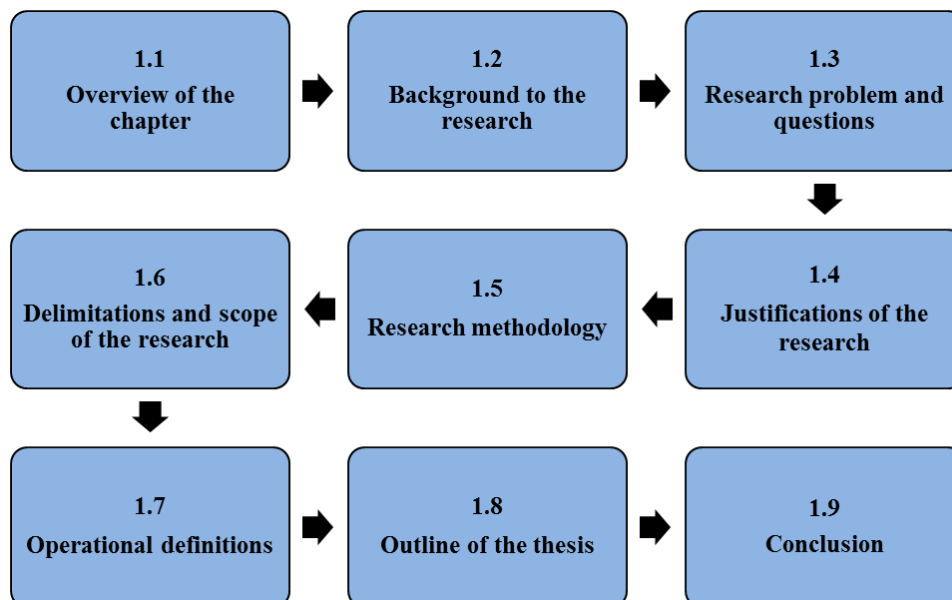 1.1
Overview of the
chapter
1.2
Background to the
research
1.3
Research problem and
questions
1.4
Justifications of the
research
1.5
Research methodology
1.6
Delimitations and scope
of the research
1.7
Operational definitions
1.8
Outline of the thesis
1.9
Conclusion